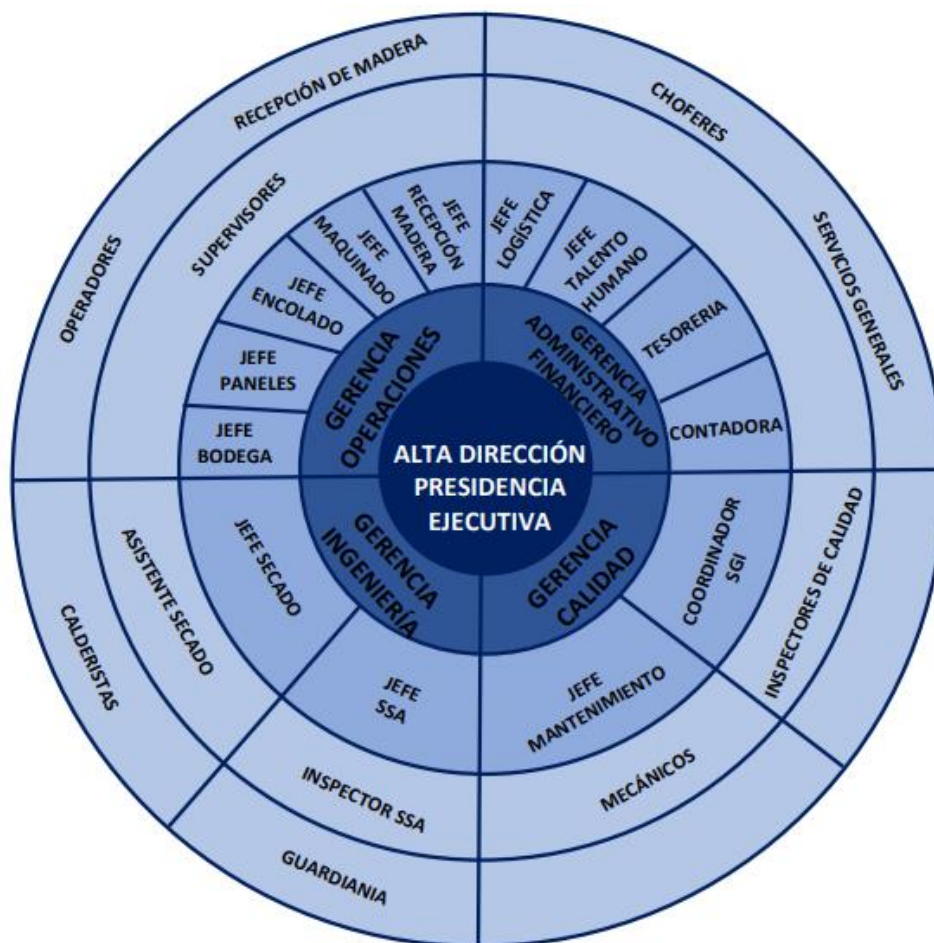 RECEPCIÓN DE MADERA
CHOFERES
OPERADORES
SUPERVISORES
SERVICIOS GENERALES
JEFE
BODEGA
JEFE
PANELES
JEFE
ENCOLADO
JEFE
MAQUINADO
JEFE
RECEPCIÓN
MADERA
JEFE
LOGÍSTICA
JEFE
TALENTO
HUMANO
TESORERIA
CONTADORA
GERENCIA
OPERACIONES
GERENCIA
ADMINISTRATIVO
FINANCIERO
ALTA DIRECCIÓN
PRESIDENCIA
EJECUTIVA
GERENCIA
INGENIERÍA
GERENCIA
CALIDAD
JEFE SECADO
ASISTENTE SECADO
CALDERISTAS
JEFE
SSA
INSPECTOR SSA
GUARDIANIA
JEFE
MANTENIMIENTO
MECÁNICOS
COORDINADOR
SGI
INSPECTORES DE CALIDAD